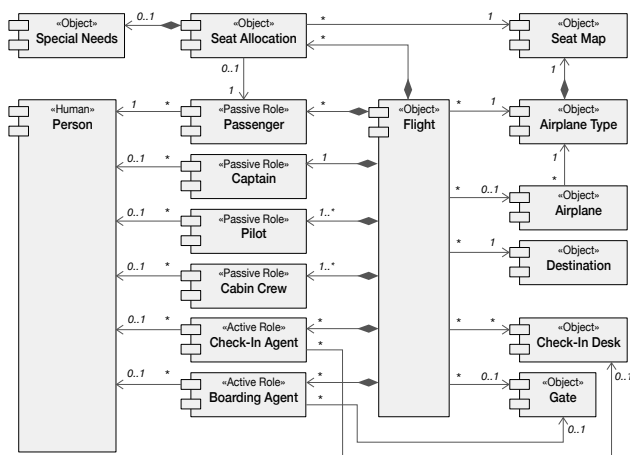 «Object»
Special Needs
0..1
«Object»
Seat Allocation
*
1
*
«Object»
Seat Map
0..1
1
1
«Human»
Person
1
*
«Passive Role»
Passenger
*
«Object»
Flight
*
1
«Object»
Airplane Type
0..1
*
«Passive Role»
Captain
1
1
*
*
0..1
«Object»
Airplane
0..1
*
«Passive Role»
Pilot
1..*
*
1
«Object»
Destination
0..1
*
«Passive Role»
Cabin Crew
1..*
0..1
*
«Active Role»
Check-In Agent
*
*
*
*
«Object»
Check-In Desk
0..1
0..1
*
«Active Role»
Boarding Agent
*
*
*
0..1
«Object»
Gate
0..1